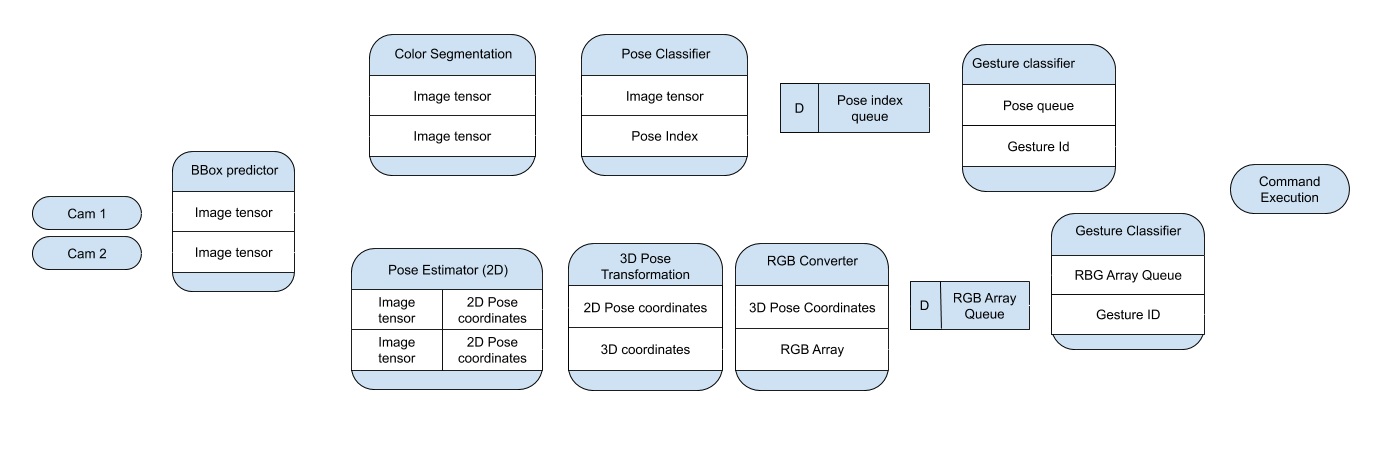 Cam 1
Cam 2
BBox predictor
Image tensor
Image tensor
Color Segmentation
Image tensor
Image tensor
Pose Classifier
Image tensor
Pose Index
D
Pose index
queue
Gesture classifier
Pose queue
Gesture Id
Pose Estimator (2D)
Image
tensor
2D Pose
coordinates
Image
tensor
2D Pose
coordinates
3D Pose
Transformation
2D Pose coordinates
3D coordinates
RGB Converter
3D Pose Coordinates
RGB Array
D
RGB Array
Queue
Gesture Classifier
RBG Array Queue
Gesture ID
Command
Execution